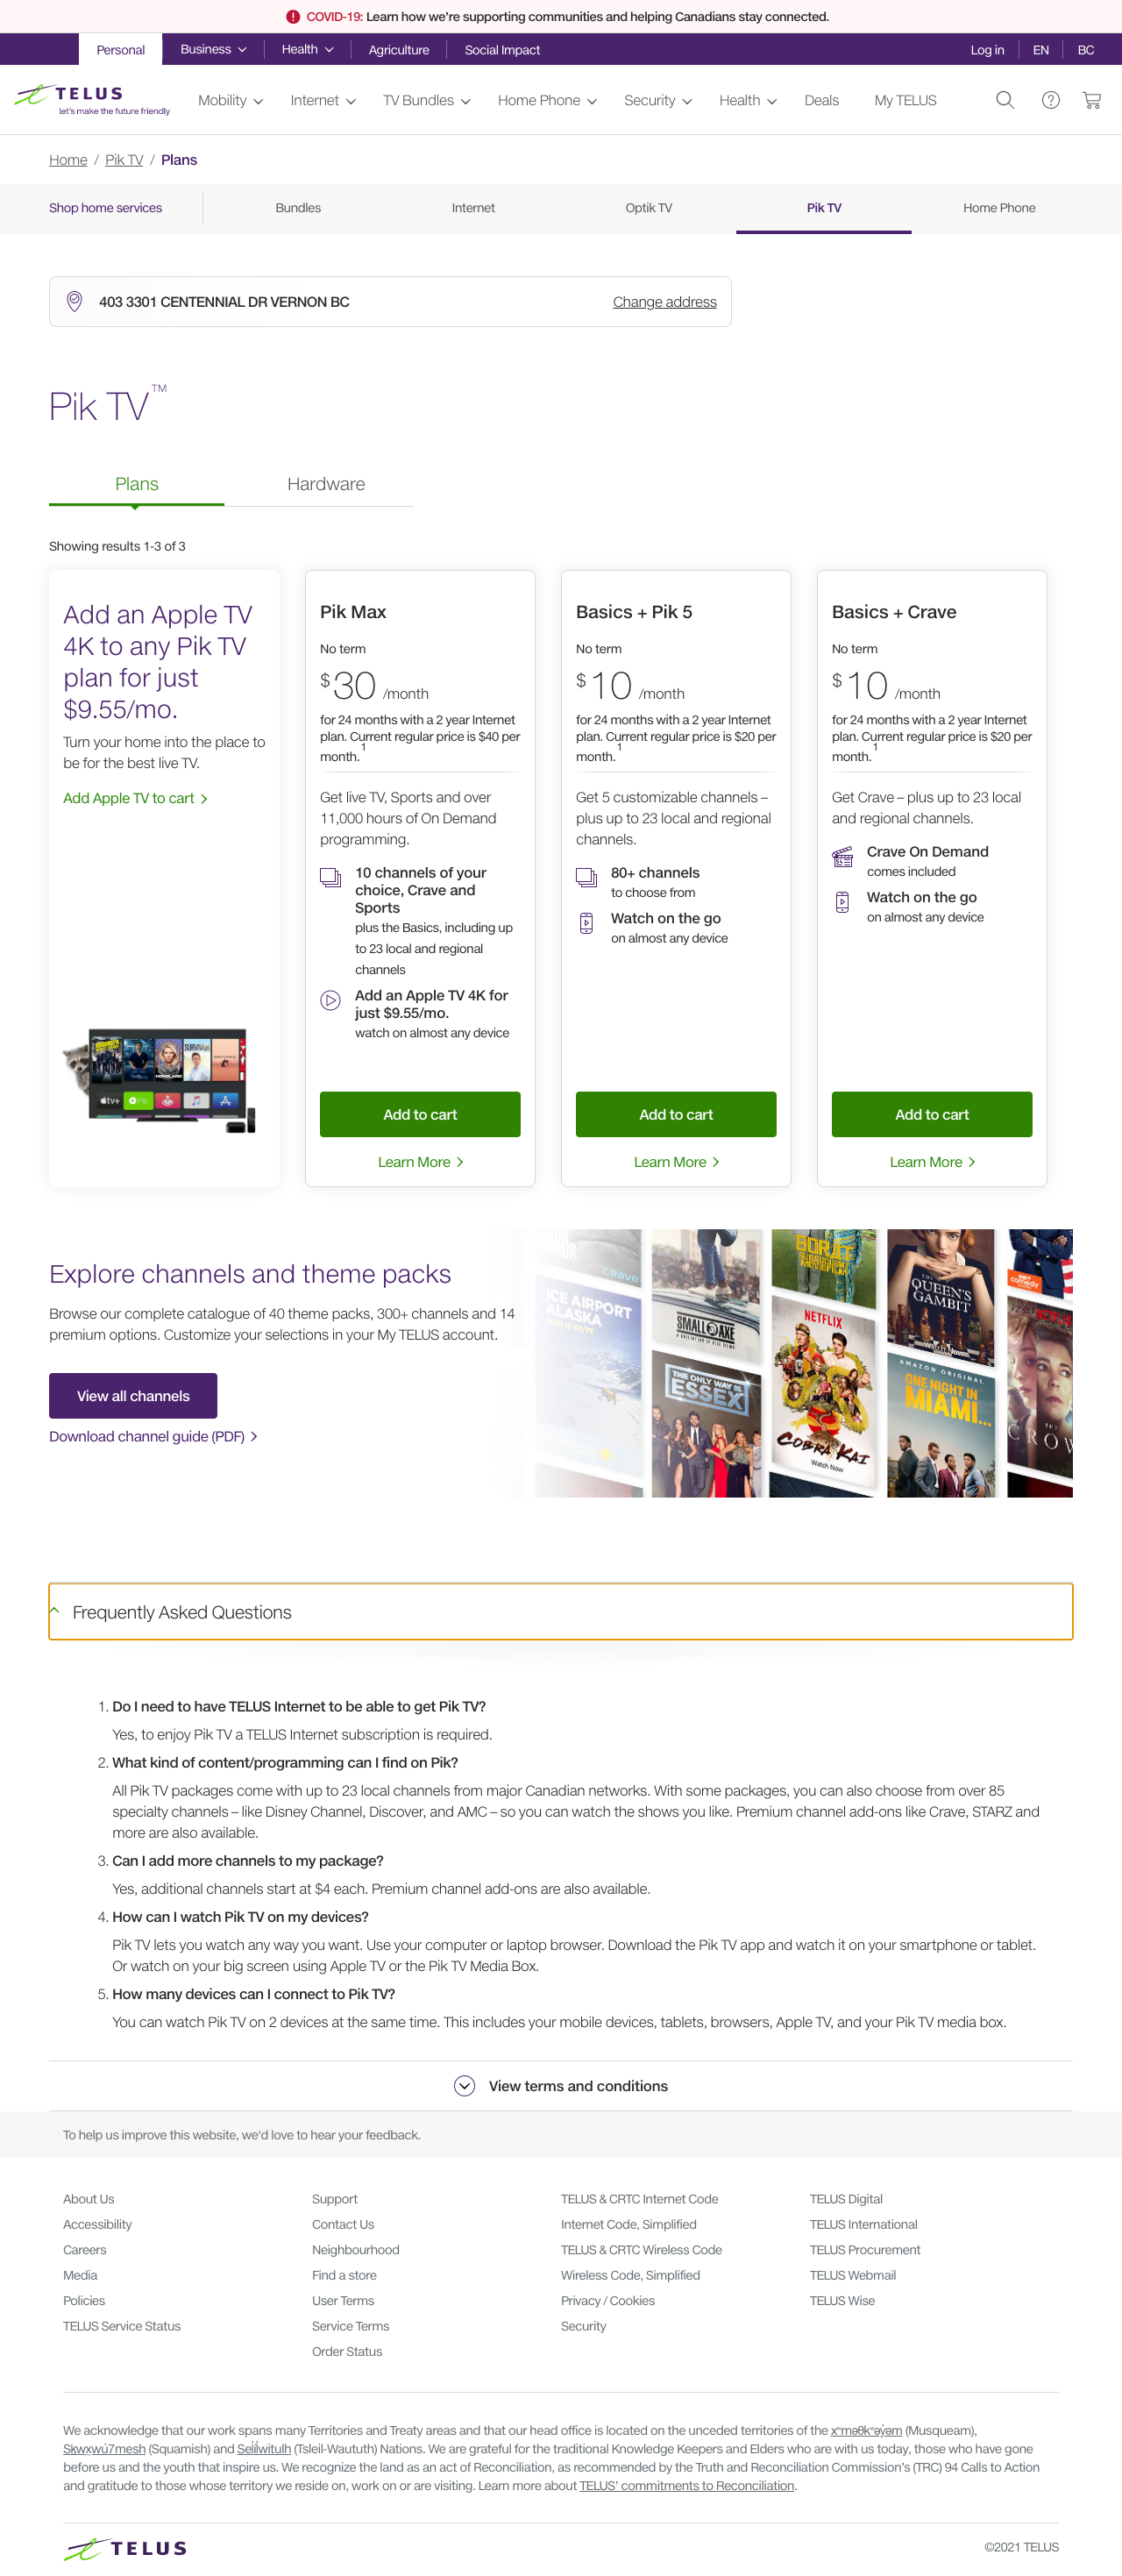 COVID-19: Learn how we're supporting communities and helping Canadians stay connected.
Personal Business Health Agriculture Social Impact Log in EN BC
TELUS
let's make the future friendly
Mobility Internet TV Bundles Home Phone Security Health Deals My TELUS
Home / Pik TV / Plans
Shop home services Bundles Internet Optik TV Pik TV Home Phone
403 3301 CENTENNIAL DR VERNON BC Change address
Pik TV™
Plans Hardware
Showing results 1-3 of 3
Add an Apple TV
4K to any Pik TV
plan for just
$9.55/mo.
Turn your home into the place to
be for the best live TV.
Add Apple TV to cart
Pik Max
No term
$30 /month
for 24 months with a 2 year Internet
plan. Current regular price is $40 per
month.1
Get live TV, Sports and over
11,000 hours of On Demand
programming.
10 channels of your
choice, Crave and
Sports
plus the Basics, including up
to 23 local and regional
channels
Add an Apple TV 4K for
just $9.55/mo.
watch on almost any device
Add to cart
Learn More
Basics + Pik 5
No term
$10 /month
for 24 months with a 2 year Internet
plan. Current regular price is $20 per
month.1
Get 5 customizable channels –
plus up to 23 local and regional
channels.
80+ channels
to choose from
Watch on the go
on almost any device
Add to cart
Learn More
Basics + Crave
No term
$10 /month
for 24 months with a 2 year Internet
plan. Current regular price is $20 per
month.1
Get Crave – plus up to 23 local
and regional channels.
Crave On Demand
comes included
Watch on the go
on almost any device
Add to cart
Learn More
Explore channels and theme packs
Browse our complete catalogue of 40 theme packs, 300+ channels and 14
premium options. Customize your selections in your My TELUS account.
View all channels
Download channel guide (PDF)
crave
ICE AIRPORT
ALASKA
SMALL AXE
THE ONLY WAY IS
ESSEX
BORAT
NETFLIX
COBRA KAI
Watch Now
THE
QUEEN'S
GAMBIT
Watch Now
AMAZON ORIGINAL
ONE NIGHT IN
MIAMI...
comedy
NETFLIX
THE
CROW
Frequently Asked Questions
1. Do I need to have TELUS Internet to be able to get Pik TV?
Yes, to enjoy Pik TV a TELUS Internet subscription is required.
2. What kind of content/programming can I find on Pik?
All Pik TV packages come with up to 23 local channels from major Canadian networks. With some packages, you can also choose from over 85
specialty channels – like Disney Channel, Discover, and AMC – so you can watch the shows you like. Premium channel add-ons like Crave, STARZ and
more are also available.
3. Can I add more channels to my package?
Yes, additional channels start at $4 each. Premium channel add-ons are also available.
4. How can I watch Pik TV on my devices?
Pik TV lets you watch any way you want. Use your computer or laptop browser. Download the Pik TV app and watch it on your smartphone or tablet.
Or watch on your big screen using Apple TV or the Pik TV Media Box.
5. How many devices can I connect to Pik TV?
You can watch Pik TV on 2 devices at the same time. This includes your mobile devices, tablets, browsers, Apple TV, and your Pik TV media box.
View terms and conditions
To help us improve this website, we'd love to hear your feedback.
About Us
Accessibility
Careers
Media
Policies
TELUS Service Status
Support
Contact Us
Neighbourhood
Find a store
User Terms
Service Terms
Order Status
TELUS & CRTC Internet Code
Internet Code, Simplified
TELUS & CRTC Wireless Code
Wireless Code, Simplified
Privacy / Cookies
Security
TELUS Digital
TELUS International
TELUS Procurement
TELUS Webmail
TELUS Wise
We acknowledge that our work spans many Territories and Treaty areas and that our head office is located on the unceded territories of the xʷməθkʷəy̓əm (Musqueam),
Skwxwú7mesh (Squamish) and Sel̓íl̓witulh (Tsleil-Waututh) Nations. We are grateful for the traditional Knowledge Keepers and Elders who are with us today, those who have gone
before us and the youth that inspire us. We recognize the land as an act of Reconciliation, as recommended by the Truth and Reconciliation Commission's (TRC) 94 Calls to Action
and gratitude to those whose territory we reside on, work on or are visiting. Learn more about TELUS' commitments to Reconciliation.
TELUS
©2021 TELUS